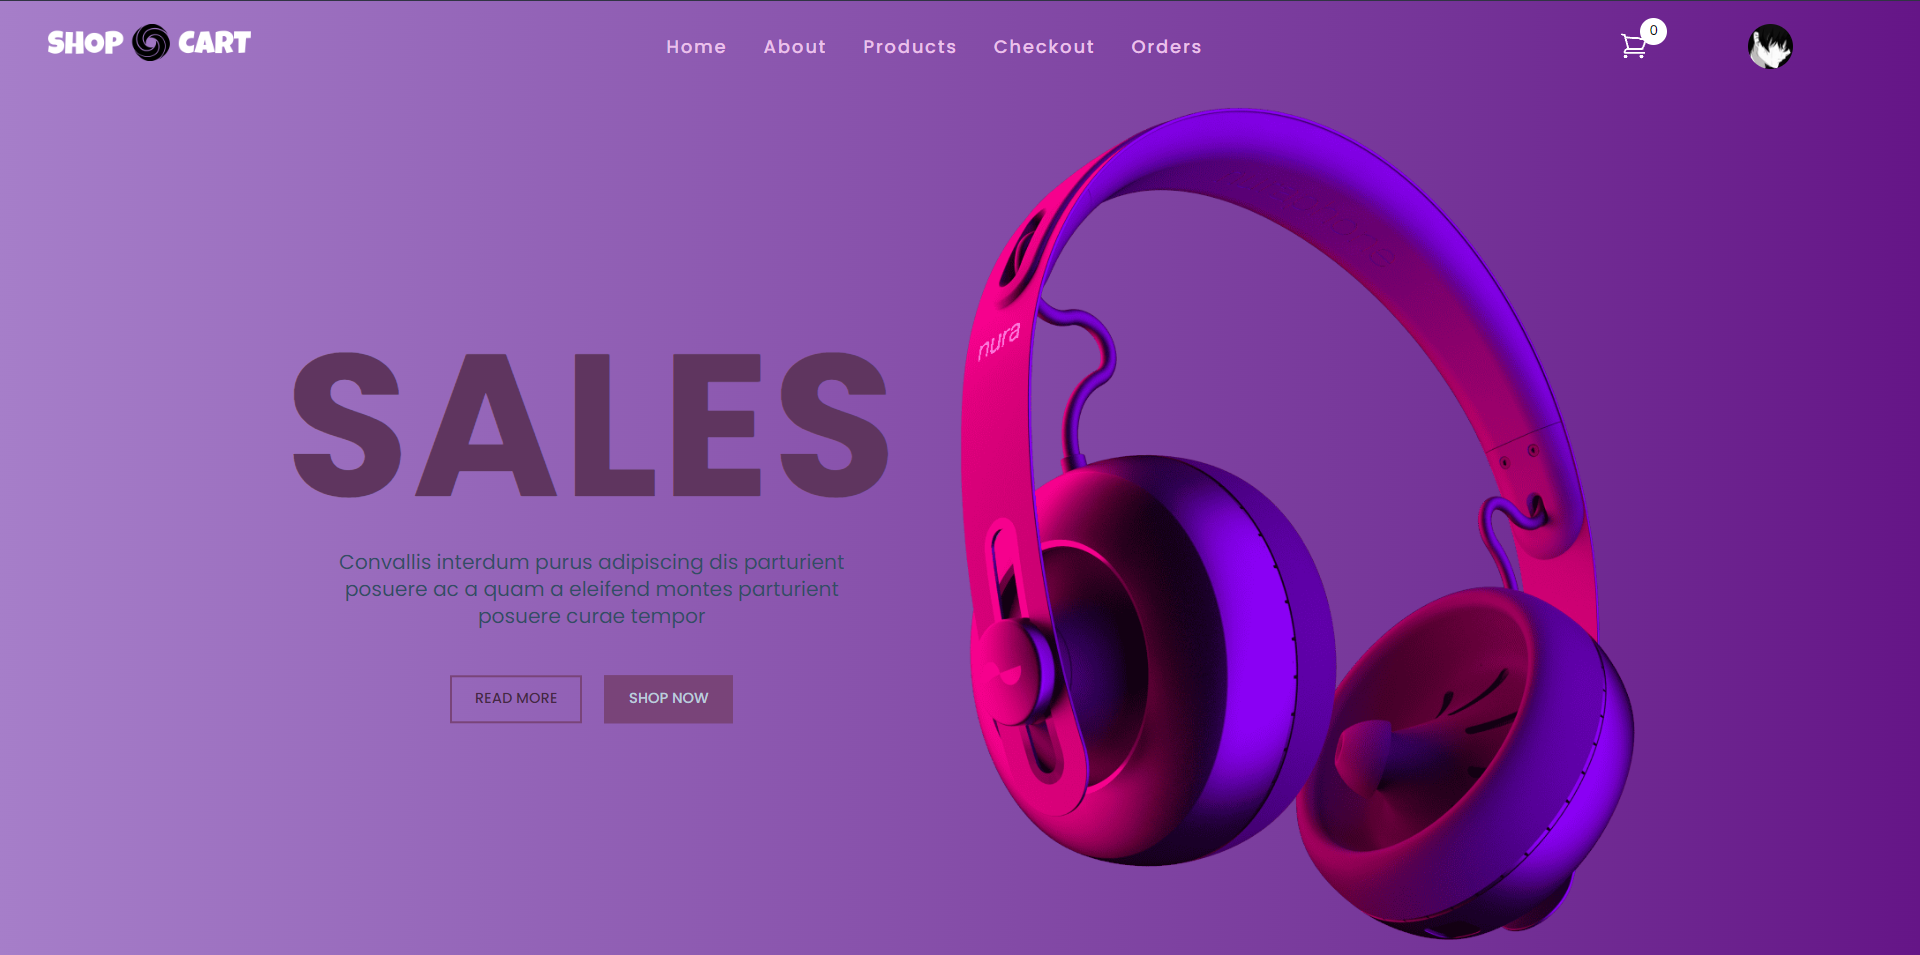 SHOP CART
Home About Products Checkout Orders
0
nura
SALES
Convallis interdum purus adipiscing dis parturient
posuere ac a quam a eleifend montes parturient
posuere curae tempor
READ MORE SHOP NOW